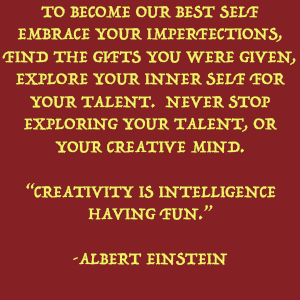 TO BECOME OUR BEST SELF
EMBRACE YOUR IMPERFECTIONS,
FIND THE GIFTS YOU WERE GIVEN,
EXPLORE YOUR INNER SELF FOR
YOUR TALENT. NEVER STOP
EXPLORING YOUR TALENT, OR
YOUR CREATIVE MIND.
"CREATIVITY IS INTELLIGENCE
HAVING FUN."
-ALBERT EINSTEIN